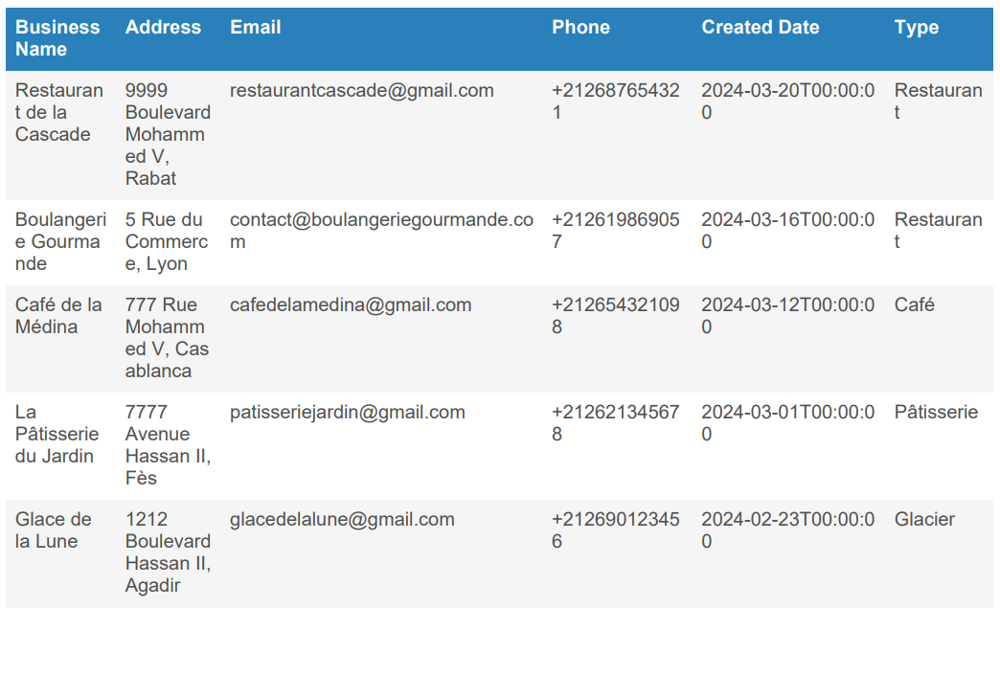 Business Name Address Email Phone Created Date Type
Restaurant de la Cascade 9999 Boulevard Mohammed V, Rabat restaurantcascade@gmail.com +212687654321 2024-03-20T00:00:00 Restaurant
Boulangerie Gourmande 5 Rue du Commerce, Lyon contact@boulangeriegourmande.com +212619869057 2024-03-16T00:00:00 Restaurant
Café de la Médina 777 Rue Mohammed V, Casablanca cafedelamedina@gmail.com +212654321098 2024-03-12T00:00:00 Café
La Pâtisserie du Jardin 7777 Avenue Hassan II, Fès patisseriejardin@gmail.com +212621345678 2024-03-01T00:00:00 Pâtisserie
Glace de la Lune 1212 Boulevard Hassan II, Agadir glacedelalune@gmail.com +212690123456 2024-02-23T00:00:00 Glacier